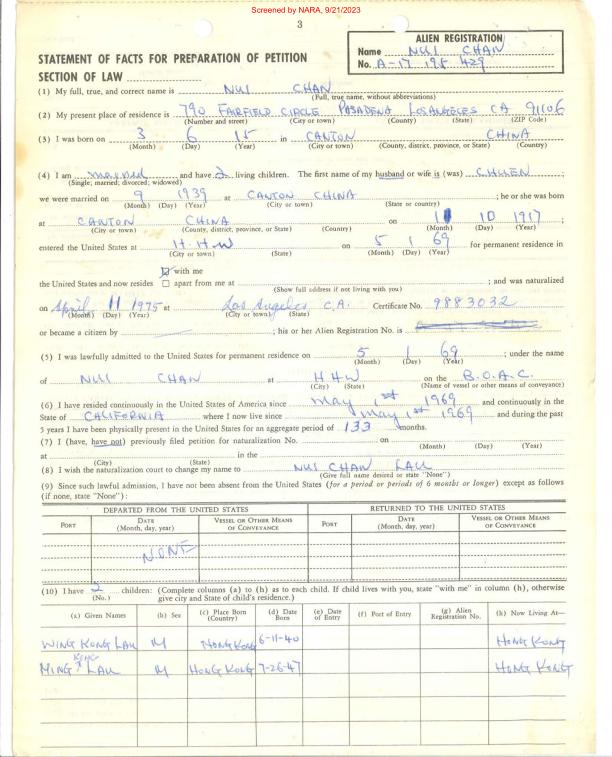 Screened by NARA, 9/21/2023
3
ALIEN REGISTRATION
Name NUI CHAN
No. A-17 195 429
STATEMENT OF FACTS FOR PREPARATION OF PETITION
SECTION OF LAW
(1) My full, true, and correct name is NUI CHAN
(Full, true name, without abbreviations)
(2) My present place of residence is 790 FAIRFIELD CIRCLE PASADENA LOS ANGELES CA 91106
(Number and street) (City or town) (County) (State) (ZIP Code)
(3) I was born on 3 6 15 in CANTON CHINA
(Month) (Day) (Year) (City or town) (County, district, province, or State) (Country)
(4) I am married and have 2 living children. The first name of my husband or wife is (was) CHUEN ;
(Single; married; divorced; widowed)
we were married on 9 1939 at CANTON CHINA ; he or she was born
(Month) (Day) (Year) (City or town) (State or country)
at CANTON CHINA on 1 10 1917 ;
(City or town) (County, district, province, or State) (Country) (Month) (Day) (Year)
entered the United States at H.H.W on 5 1 69 for permanent residence in
(City or town) (State) (Month) (Day) (Year)
with me
the United States and now resides apart from me at ; and was naturalized
(Show full address if not living with you)
on April 11 1975 at Los Angeles C.A. Certificate No. 9883032
(Month) (Day) (Year) (City or town) (State)
or became a citizen by ; his or her Alien Registration No. is
(5) I was lawfully admitted to the United States for permanent residence on 5 1 69 ; under the name
(Month) (Day) (Year)
of NUI CHAN at H H W on the B.O.A.C.
(City) (State) (Name of vessel or other means of conveyance)
(6) I have resided continuously in the United States of America since May 1st 1969 and continuously in the
State of CALIFORNIA where I now live since May 1st 1969 and during the past
5 years I have been physically present in the United States for an aggregate period of 133 months.
(7) I (have, have not) previously filed petition for naturalization No. on
(Month) (Day) (Year)
at in the
(City) (State)
(8) I wish the naturalization court to change my name to NUI CHAN LAU
(Give full name desired or state "None")
(9) Since such lawful admission, I have not been absent from the United States (for a period or periods of 6 months or longer) except as follows
(if none, state "None"):
DEPARTED FROM THE UNITED STATES RETURNED TO THE UNITED STATES
PORT DATE (Month, day, year) VESSEL OR OTHER MEANS OF CONVEYANCE PORT DATE (Month, day, year) VESSEL OR OTHER MEANS OF CONVEYANCE
NONE
(10) I have 2 children: (Complete columns (a) to (h) as to each child. If child lives with you, state "with me" in column (h), otherwise
(No.) give city and State of child's residence.)
(a) Given Names (b) Sex (c) Place Born (Country) (d) Date Born (e) Date of Entry (f) Port of Entry (g) Alien Registration No. (h) Now Living At—
WING KONG LAU M HONG KONG 6-11-40 HONG KONG
MING KONG LAU M HONG KONG 7-26-47 HONG KONG